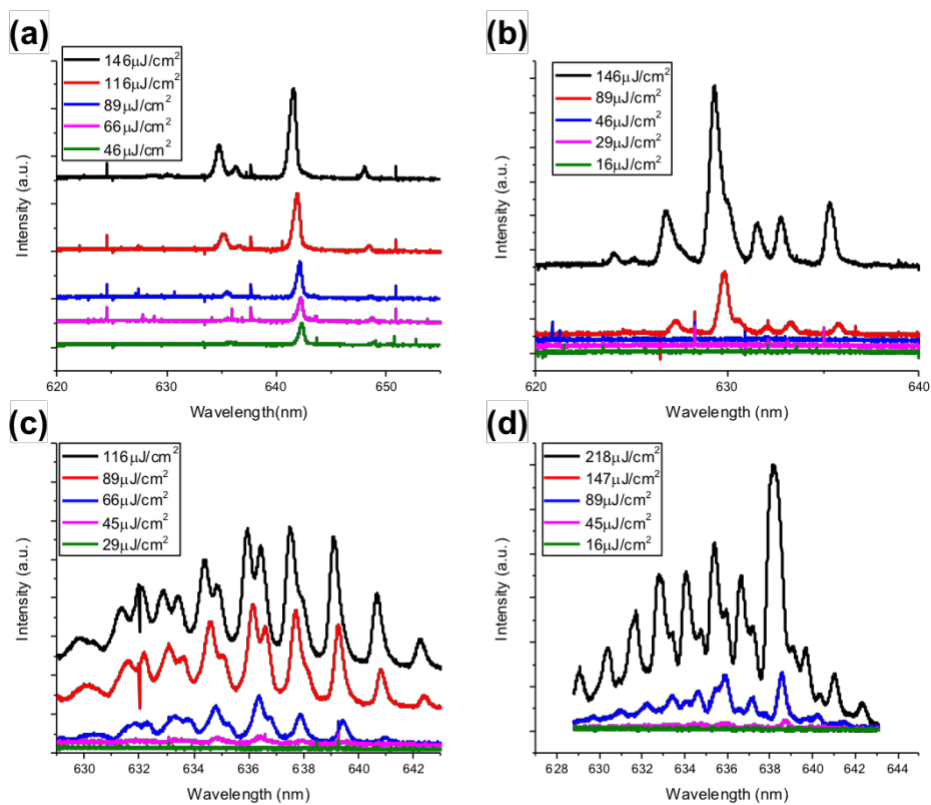 (a)
146μJ/cm²
116μJ/cm²
89μJ/cm²
66μJ/cm²
46μJ/cm²
Intensity (a.u.)
620 630 640 650
Wavelength(nm)
(b)
146μJ/cm²
89μJ/cm²
46μJ/cm²
29μJ/cm²
16μJ/cm²
Intensity (a.u.)
620 630 640
Wavelength (nm)
(c)
116μJ/cm²
89μJ/cm²
66μJ/cm²
45μJ/cm²
29μJ/cm²
Intensity (a.u.)
630 632 634 636 638 640 642
Wavelength (nm)
(d)
218μJ/cm²
147μJ/cm²
89μJ/cm²
45μJ/cm²
16μJ/cm²
Intensity (a.u.)
628 630 632 634 636 638 640 642 644
Wavelength (nm)